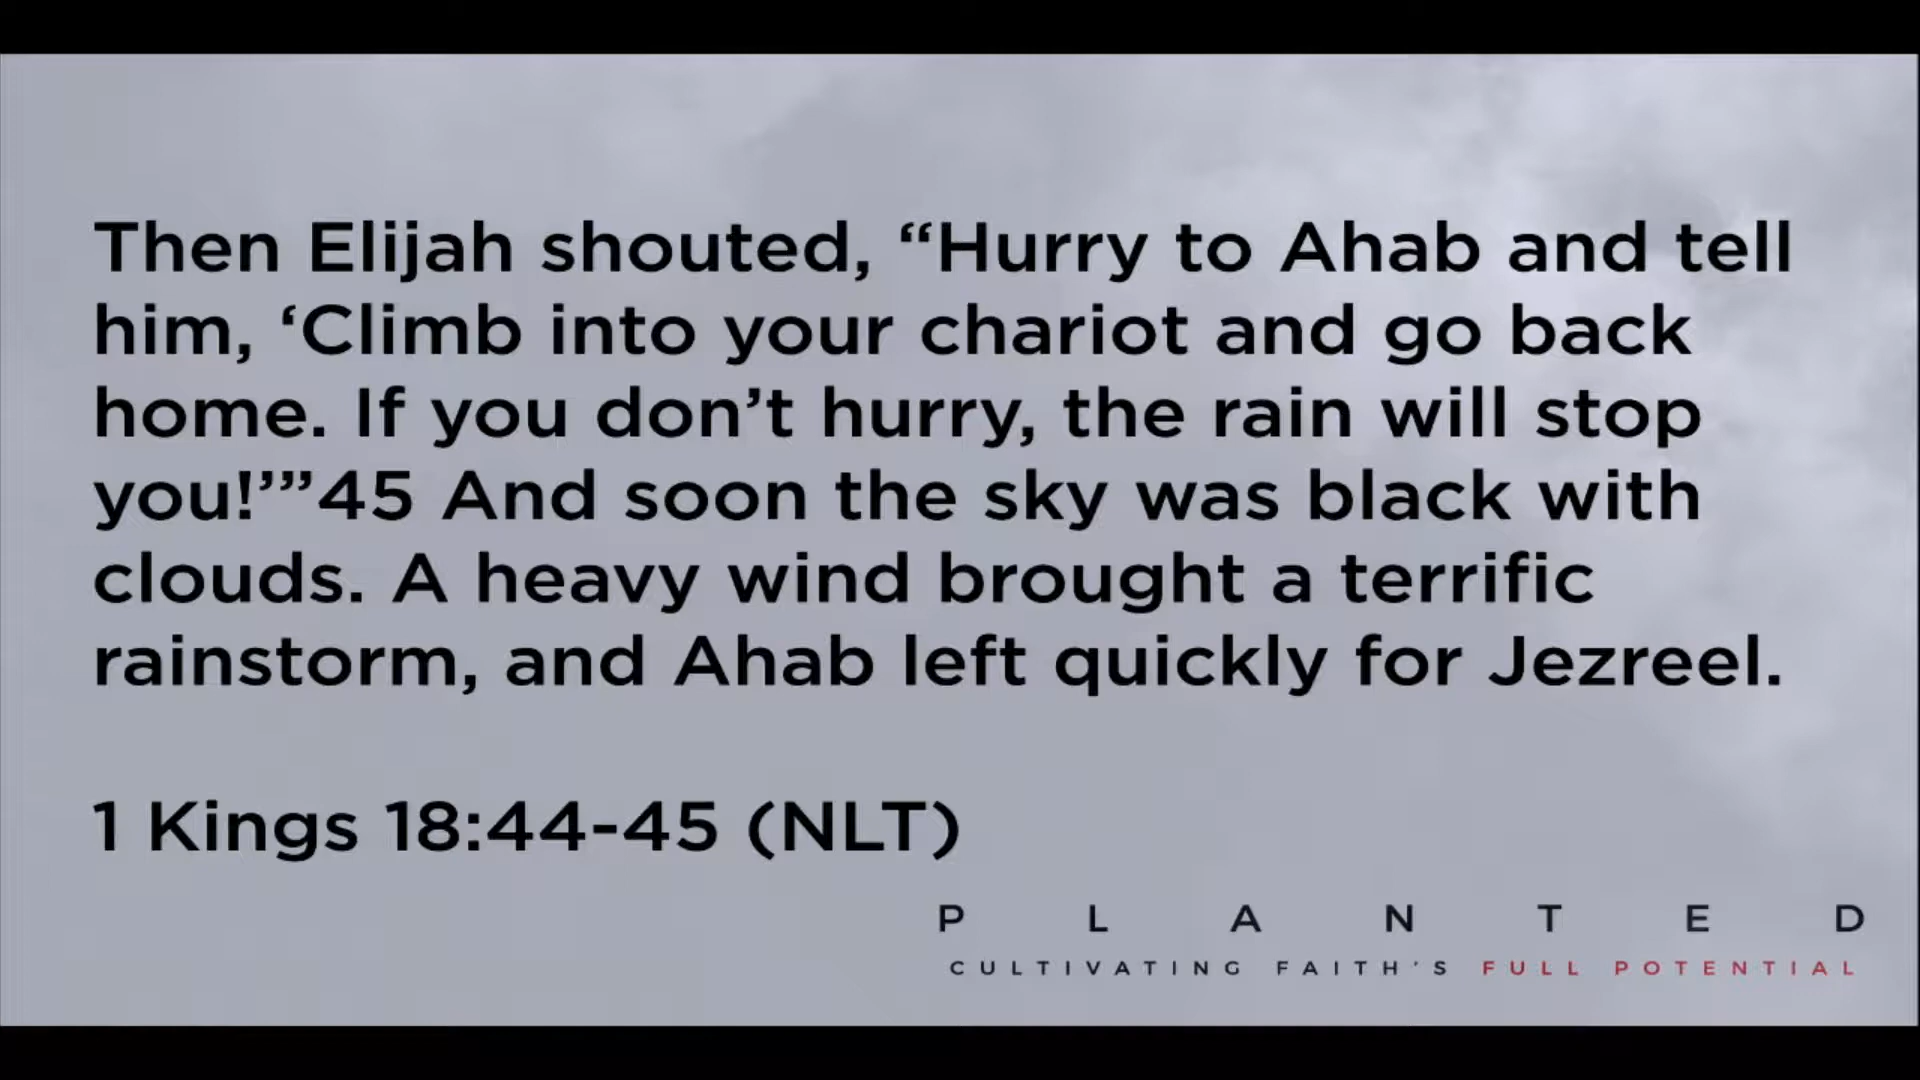 Then Elijah shouted, “Hurry to Ahab and tell
him, ‘Climb into your chariot and go back
home. If you don’t hurry, the rain will stop
you!’”45 And soon the sky was black with
clouds. A heavy wind brought a terrific
rainstorm, and Ahab left quickly for Jezreel.
1 Kings 18:44-45 (NLT)
PLANTED
CULTIVATING FAITH'S FULL POTENTIAL